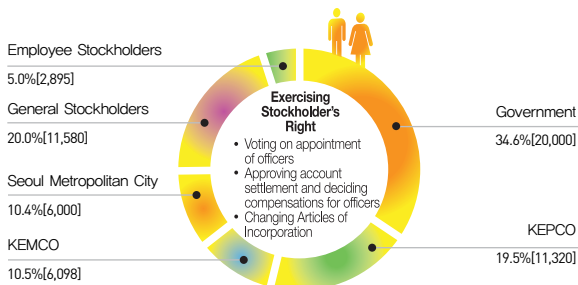 Employee Stockholders
5.0%[2,895]
General Stockholders
20.0%[11,580]
Seoul Metropolitan City
10.4%[6,000]
KEMCO
10.5%[6,098]
Exercising
Stockholder's
Right
• Voting on appointment
of officers
• Approving account
settlement and deciding
compensations for officers
• Changing Articles of
Incorporation
Government
34.6%[20,000]
KEPCO
19.5%[11,320]